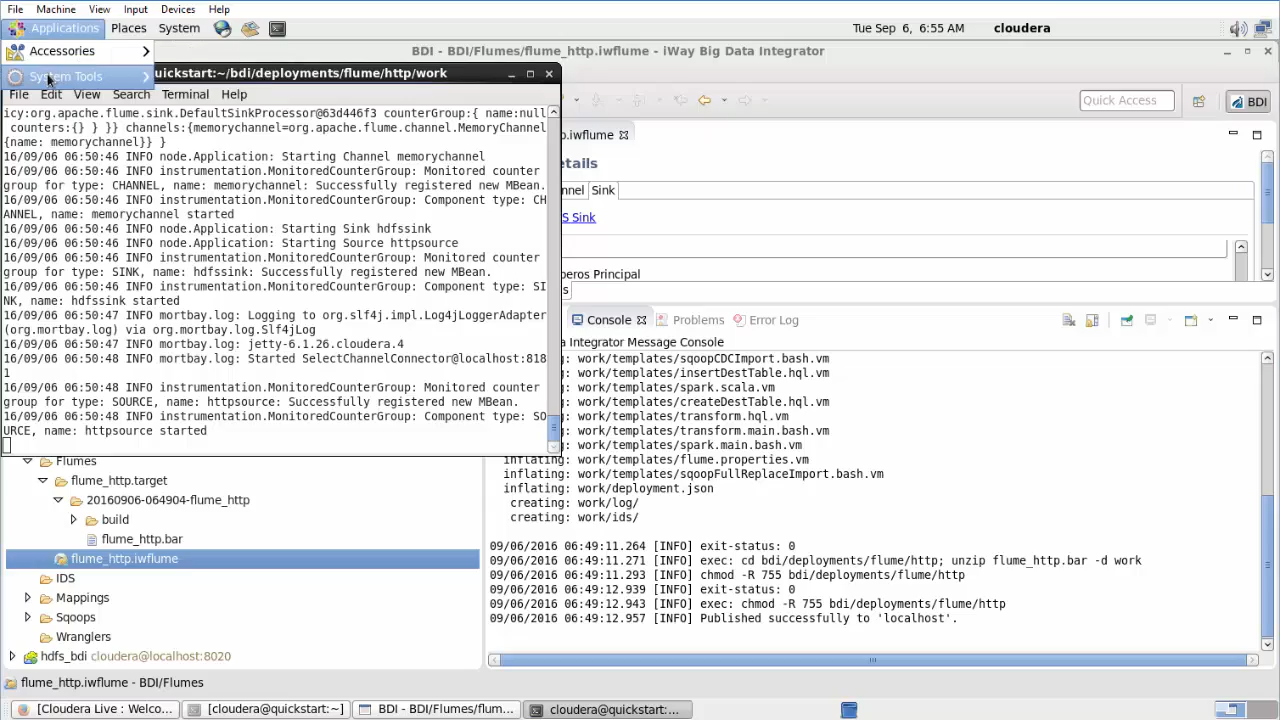 File Machine View Input Devices Help
Applications Places System Tue Sep 6, 6:55 AM cloudera
Accessories
System Tools
BDI - BDI/Flumes/flume_http.iwflume - iWay Big Data Integrator
quickstart:~/bdi/deployments/flume/http/work
File Edit View Search Terminal Help
icy:org.apache.flume.sink.DefaultSinkProcessor@63d446f3 counterGroup:{ name:null
counters:{} } }} channels:{memorychannel=org.apache.flume.channel.MemoryChannel
{name: memorychannel}} }
16/09/06 06:50:46 INFO node.Application: Starting Channel memorychannel
16/09/06 06:50:46 INFO instrumentation.MonitoredCounterGroup: Monitored counter
group for type: CHANNEL, name: memorychannel: Successfully registered new MBean.
16/09/06 06:50:46 INFO instrumentation.MonitoredCounterGroup: Component type: CH
ANNEL, name: memorychannel started
16/09/06 06:50:46 INFO node.Application: Starting Sink hdfssink
16/09/06 06:50:46 INFO node.Application: Starting Source httpsource
16/09/06 06:50:46 INFO instrumentation.MonitoredCounterGroup: Monitored counter
group for type: SINK, name: hdfssink: Successfully registered new MBean.
16/09/06 06:50:46 INFO instrumentation.MonitoredCounterGroup: Component type: SI
NK, name: hdfssink started
16/09/06 06:50:47 INFO mortbay.log: Logging to org.slf4j.impl.Log4jLoggerAdapter
(org.mortbay.log) via org.mortbay.log.Slf4jLog
16/09/06 06:50:47 INFO mortbay.log: jetty-6.1.26.cloudera.4
16/09/06 06:50:48 INFO mortbay.log: Started SelectChannelConnector@localhost:818
1
16/09/06 06:50:48 INFO instrumentation.MonitoredCounterGroup: Monitored counter
group for type: SOURCE, name: httpsource: Successfully registered new MBean.
16/09/06 06:50:48 INFO instrumentation.MonitoredCounterGroup: Component type: SO
URCE, name: httpsource started
Quick Access BDI
o.iwflume
etails
nnel Sink
S Sink
beros Principal
s
Console Problems Error Log
a Integrator Message Console
g: work/templates/sqoopCDCImport.bash.vm
g: work/templates/insertDestTable.hql.vm
g: work/templates/spark.scala.vm
g: work/templates/createDestTable.hql.vm
g: work/templates/transform.hql.vm
g: work/templates/transform.main.bash.vm
g: work/templates/spark.main.bash.vm
inflating: work/templates/flume.properties.vm
inflating: work/templates/sqoopFullReplaceImport.bash.vm
inflating: work/deployment.json
creating: work/log/
creating: work/ids/
09/06/2016 06:49:11.264 [INFO] exit-status: 0
09/06/2016 06:49:11.271 [INFO] exec: cd bdi/deployments/flume/http; unzip flume_http.bar -d work
09/06/2016 06:49:11.293 [INFO] chmod -R 755 bdi/deployments/flume/http
09/06/2016 06:49:12.939 [INFO] exit-status: 0
09/06/2016 06:49:12.943 [INFO] exec: chmod -R 755 bdi/deployments/flume/http
09/06/2016 06:49:12.957 [INFO] Published successfully to 'localhost'.
Flumes
flume_http.target
20160906-064904-flume_http
build
flume_http.bar
flume_http.iwflume
IDS
Mappings
Sqoops
Wranglers
hdfs_bdi cloudera@localhost:8020
flume_http.iwflume - BDI/Flumes
[Cloudera Live : Welco... [cloudera@quickstart:~] BDI - BDI/Flumes/flum... cloudera@quickstart:...